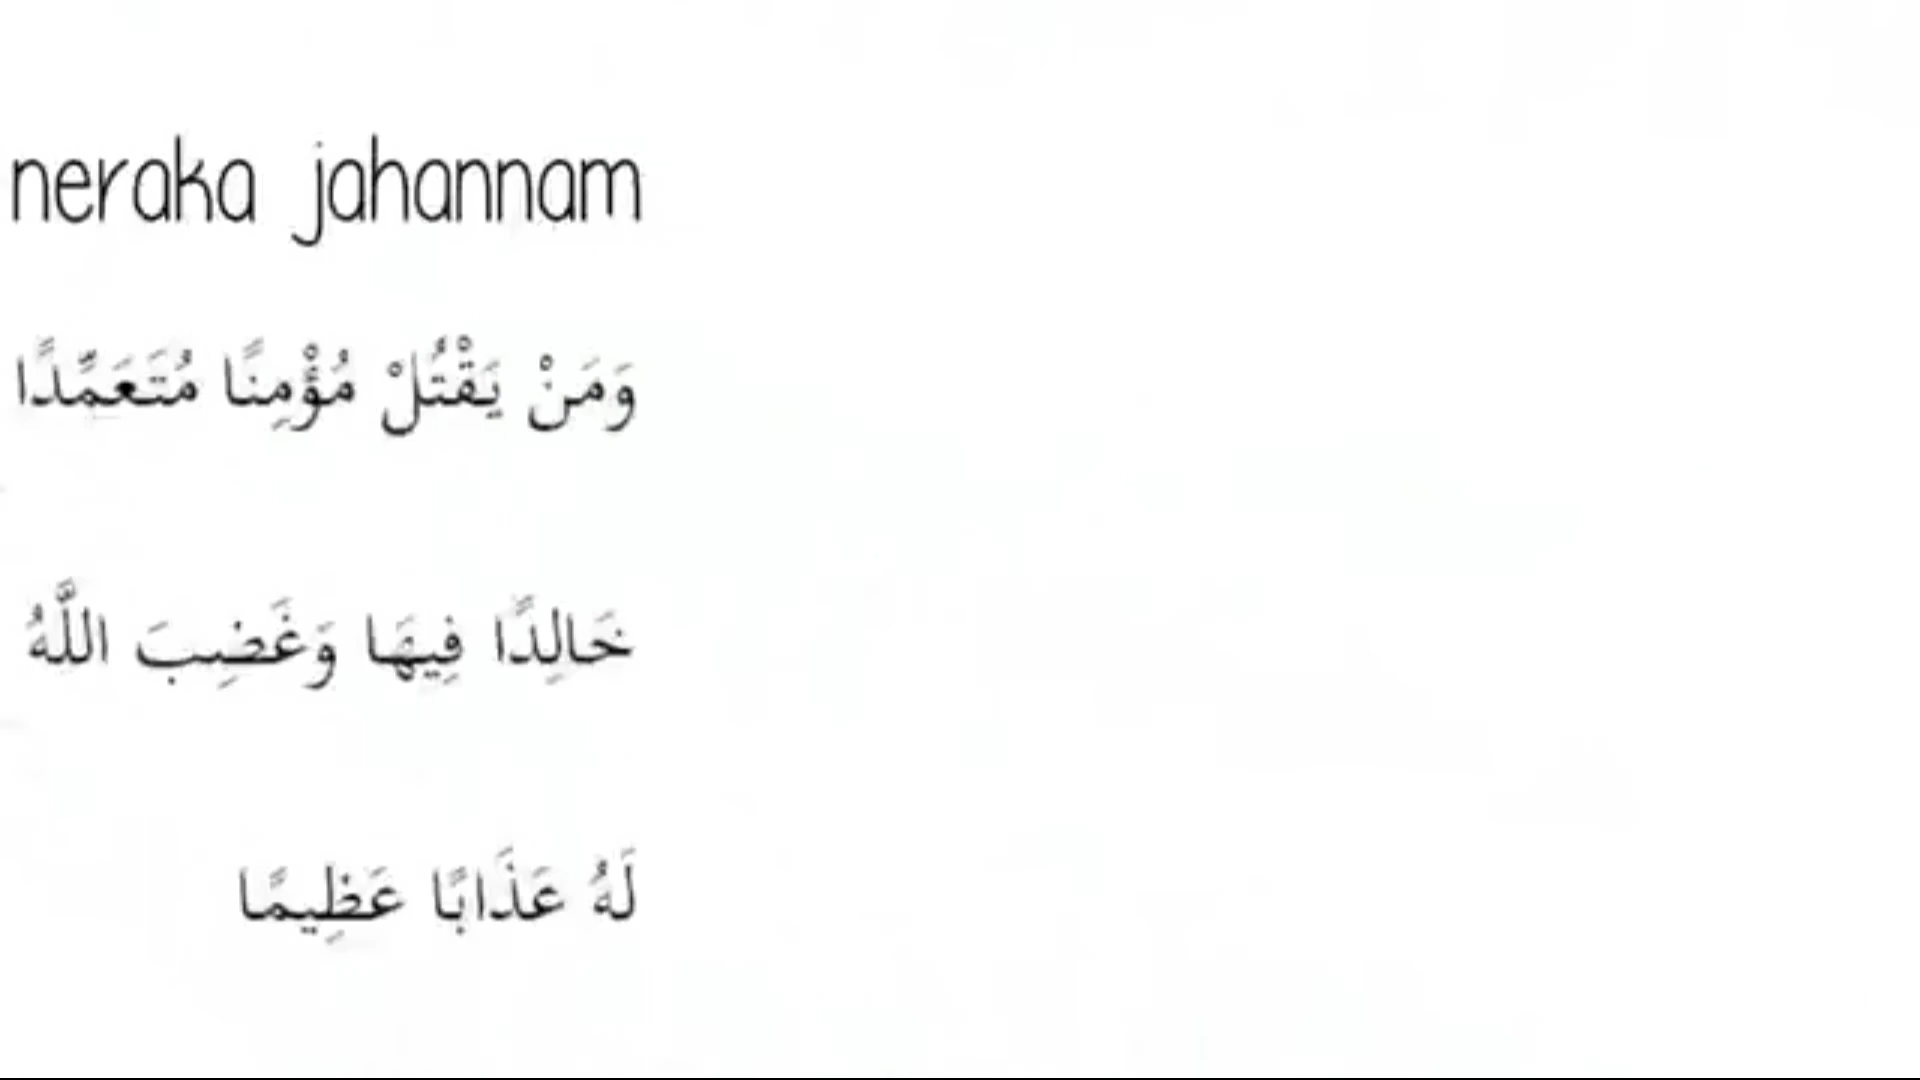 neraka jahannam
وَمَنْ يَقْتُلْ مُؤْمِنًا مُتَعَمِّدًا
خَالِدًا فِيهَا وَغَضِبَ اللَّهُ
لَهُ عَذَابًا عَظِيمًا